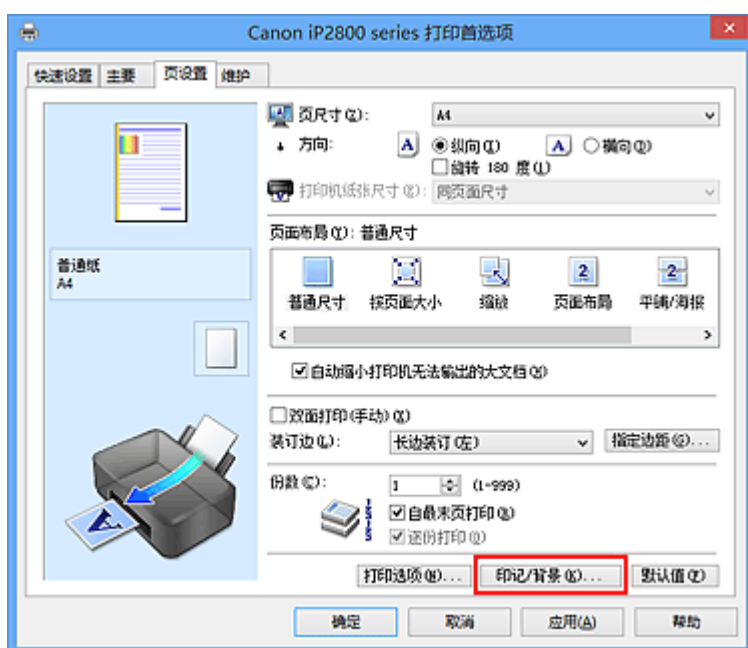 Canon iP2800 series 打印首选项
快速设置 主要 页设置 维护
页尺寸(Z): A4
方向: A 纵向(T) A 横向(D)
旋转 180 度(L)
打印机纸张尺寸(R): 同页面尺寸
页面布局(Y): 普通尺寸
普通纸
A4
普通尺寸 按页面大小 缩放 页面布局 平铺/海报
自动缩小打印机无法输出的大文档(X)
双面打印(手动)(X)
装订边(L): 长边装订(左) 指定边距(G)...
份数(C): 1 (1-999)
自最末页打印(Q)
逐份打印(Q)
打印选项(W)... 印记/背景(K)... 默认值(F)
确定 取消 应用(A) 帮助